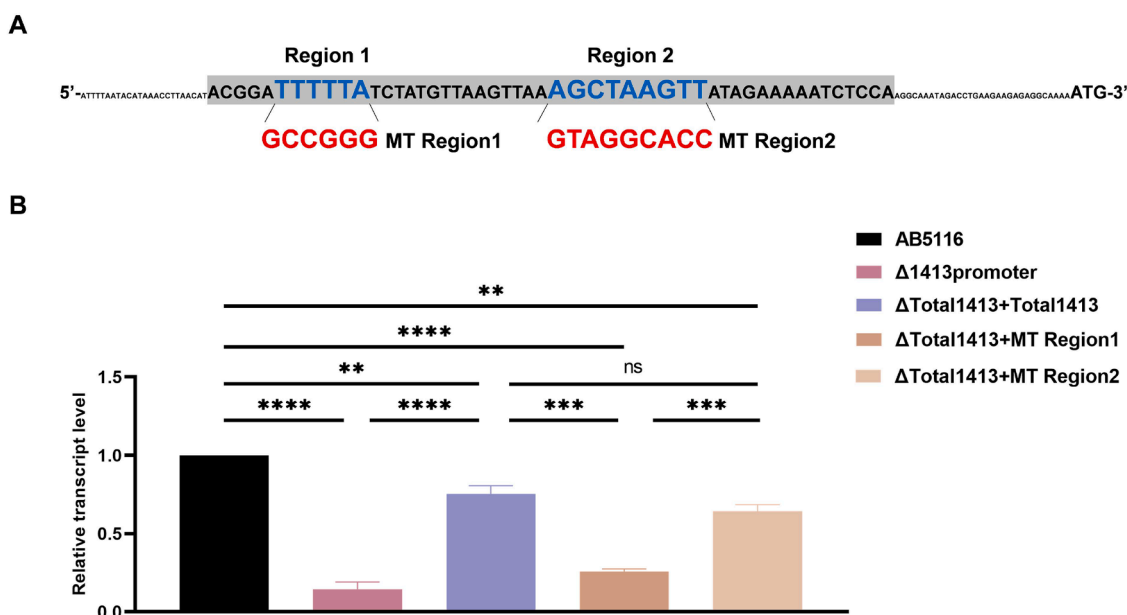 A
Region 1 Region 2
5’-ATTTTAATACATAAACCTTAACATACGGATTTTTATCTATGTTAAGTTAAAGCTAAGTTATAGAAAAATCTCCAAGGCAAATAGACCTGAAGAAGAGAGGCAAAAATG-3’
GCCGGG MT Region1 GTAGGCACC MT Region2
B
AB5116
Δ1413promoter
ΔTotal1413+Total1413
ΔTotal1413+MT Region1
ΔTotal1413+MT Region2
**
****
** ns
**** **** *** ***
Relative transcript level
1.5
1.0
0.5
0.0